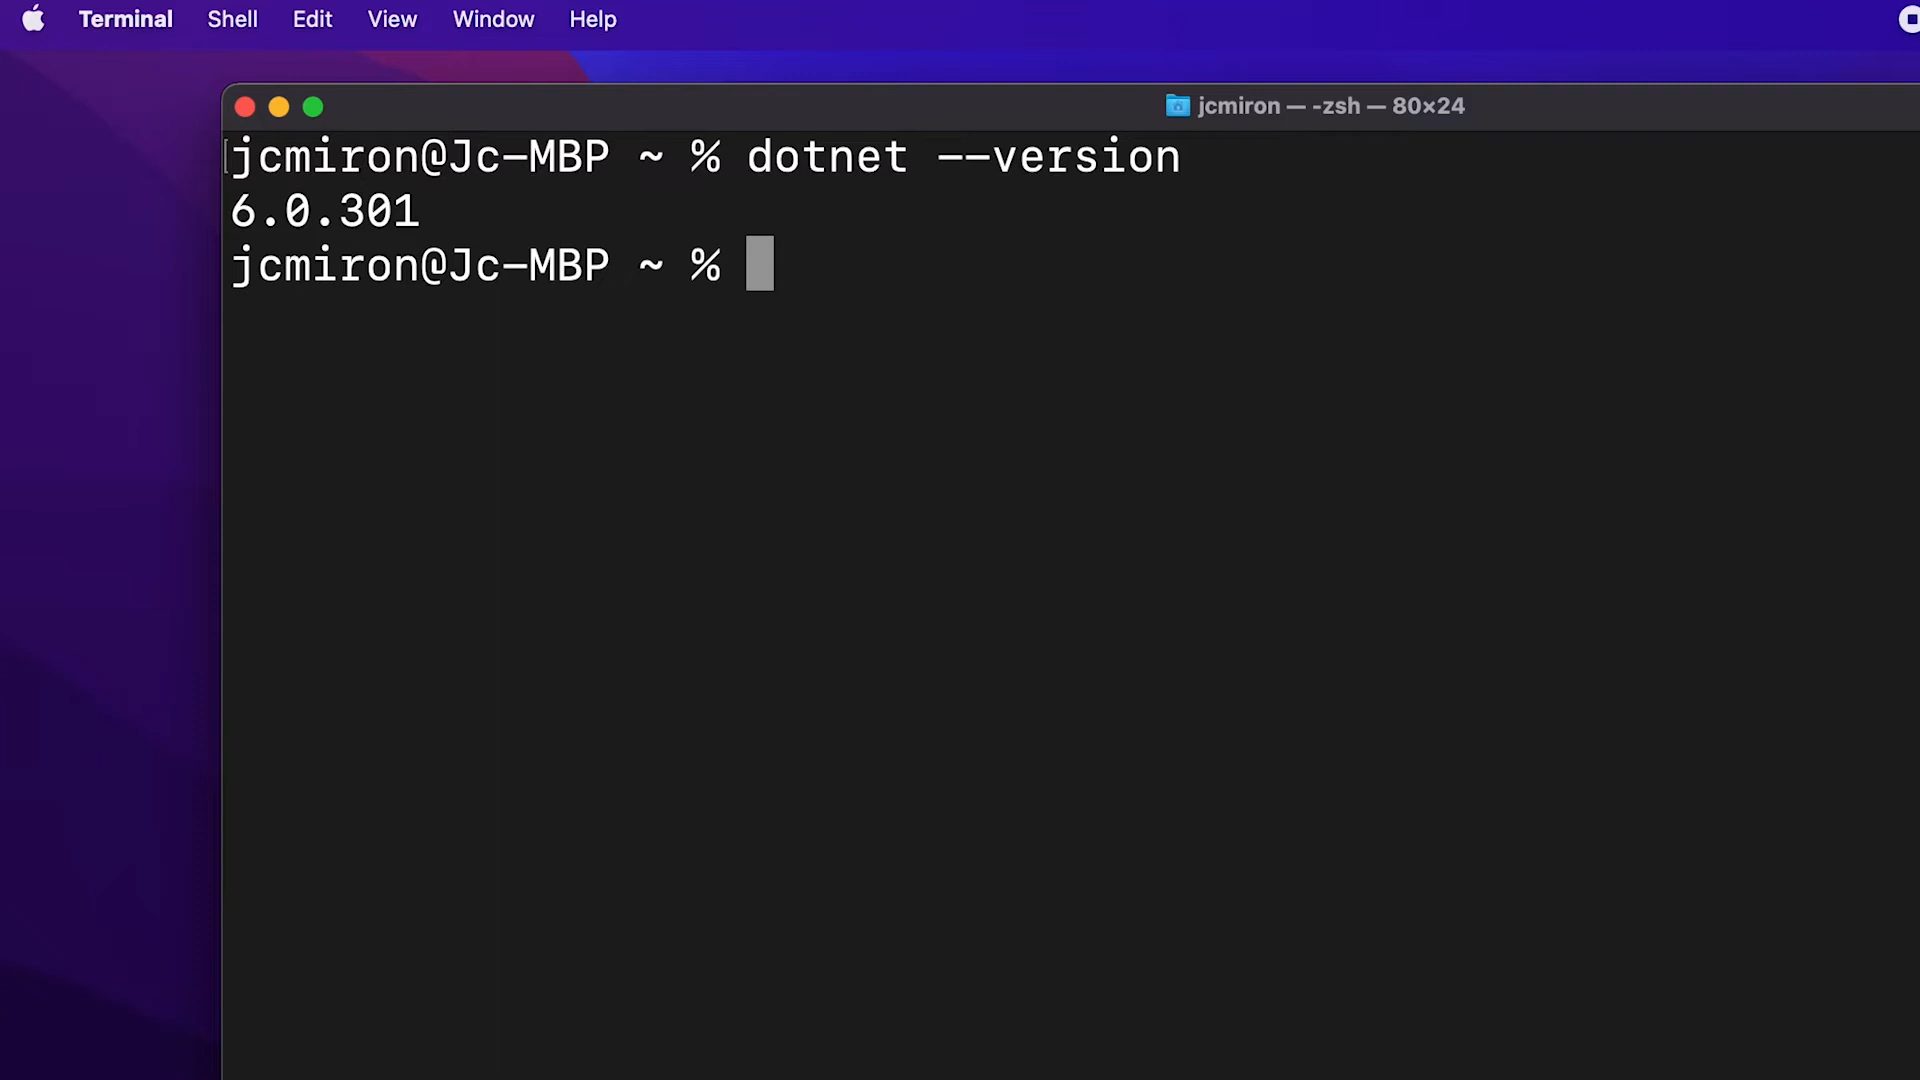 Terminal Shell Edit View Window Help
jcmiron — -zsh — 80×24
jcmiron@Jc-MBP ~ % dotnet --version
6.0.301
jcmiron@Jc-MBP ~ %